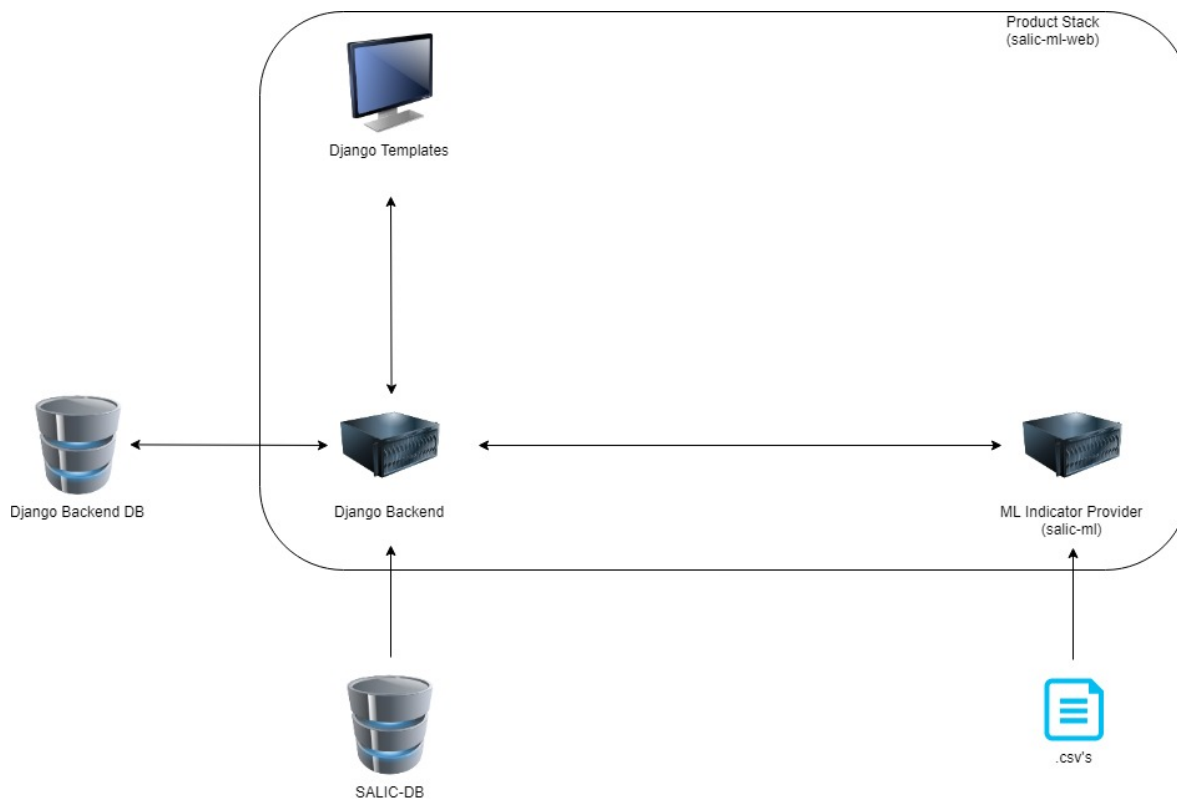 Product Stack
(salic-ml-web)
Django Templates
Django Backend DB
Django Backend
ML Indicator Provider
(salic-ml)
SALIC-DB
.csv's